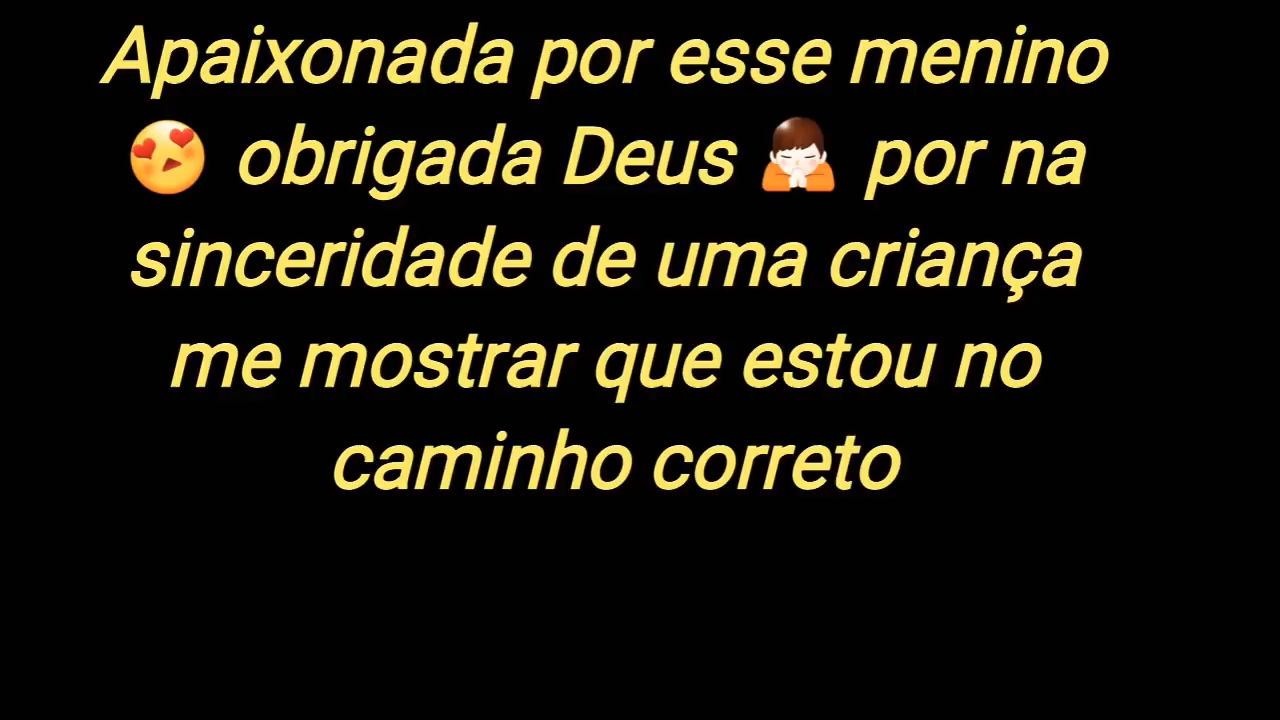 Apaixonada por esse menino
😍 obrigada Deus 🙏 por na
sinceridade de uma criança
me mostrar que estou no
caminho correto